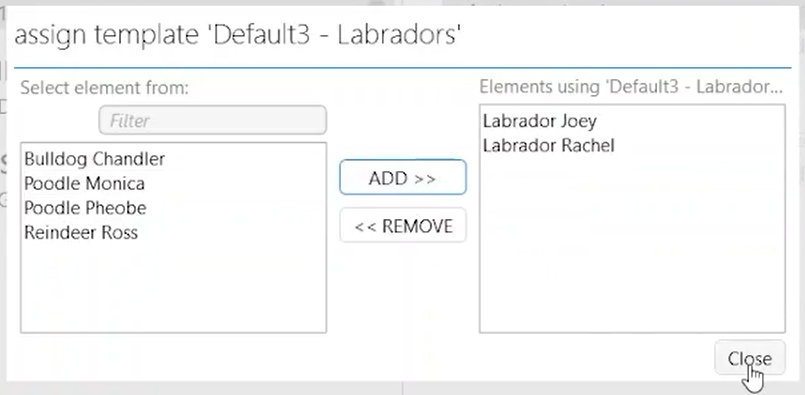 assign template 'Default3 - Labradors'
Select element from:
Filter
Bulldog Chandler
Poodle Monica
Poodle Pheobe
Reindeer Ross
ADD >>
<< REMOVE
Elements using 'Default3 - Labrador...
Labrador Joey
Labrador Rachel
Close